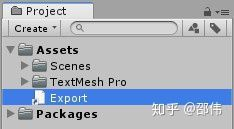 Project
Create
Assets
Scenes
TextMesh Pro
Export
Packages
知乎 @邵伟